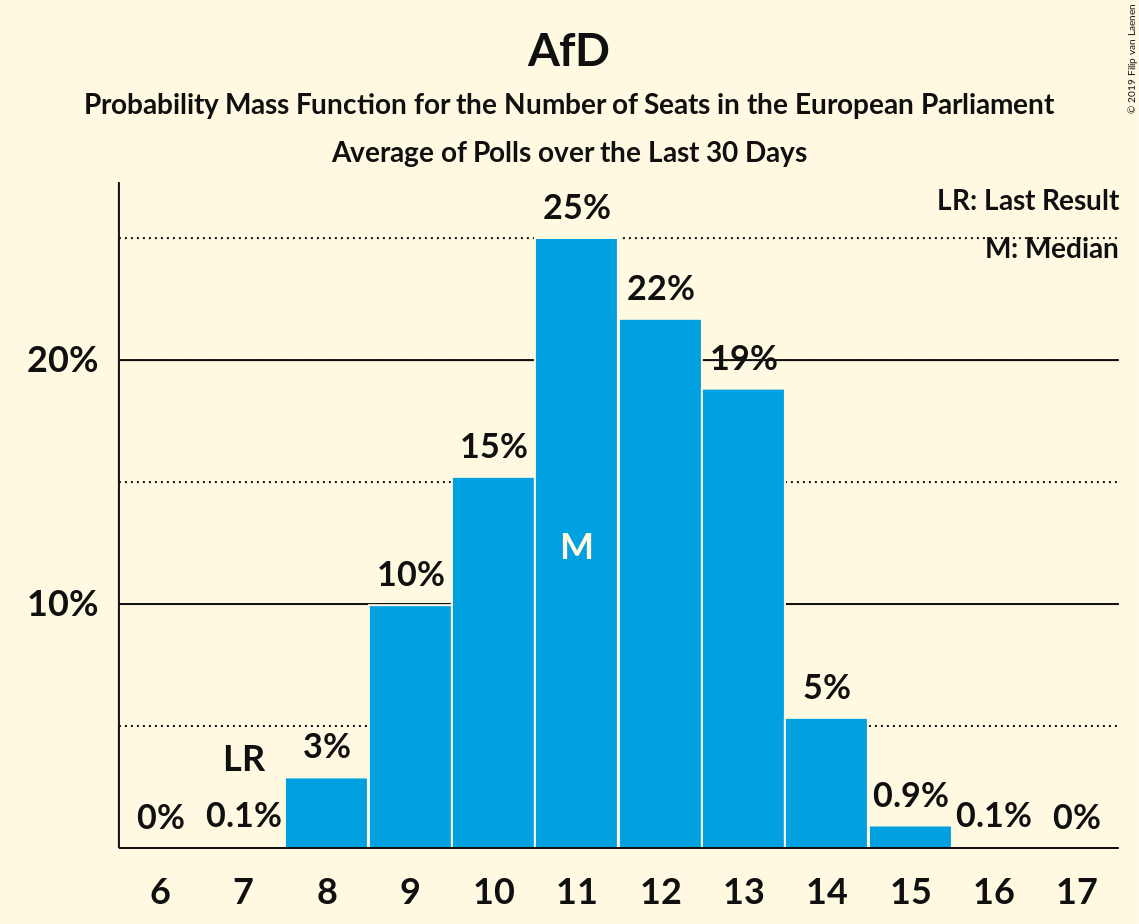 AfD
Probability Mass Function for the Number of Seats in the European Parliament
Average of Polls over the Last 30 Days
© 2019 Filip van Laenen
LR: Last Result
M: Median
25%
22%
20%
19%
15%
M
10%
10%
5%
3%
LR
0.9%
0%
0.1%
0.1%
0%
6 7 8 9 10 11 12 13 14 15 16 17